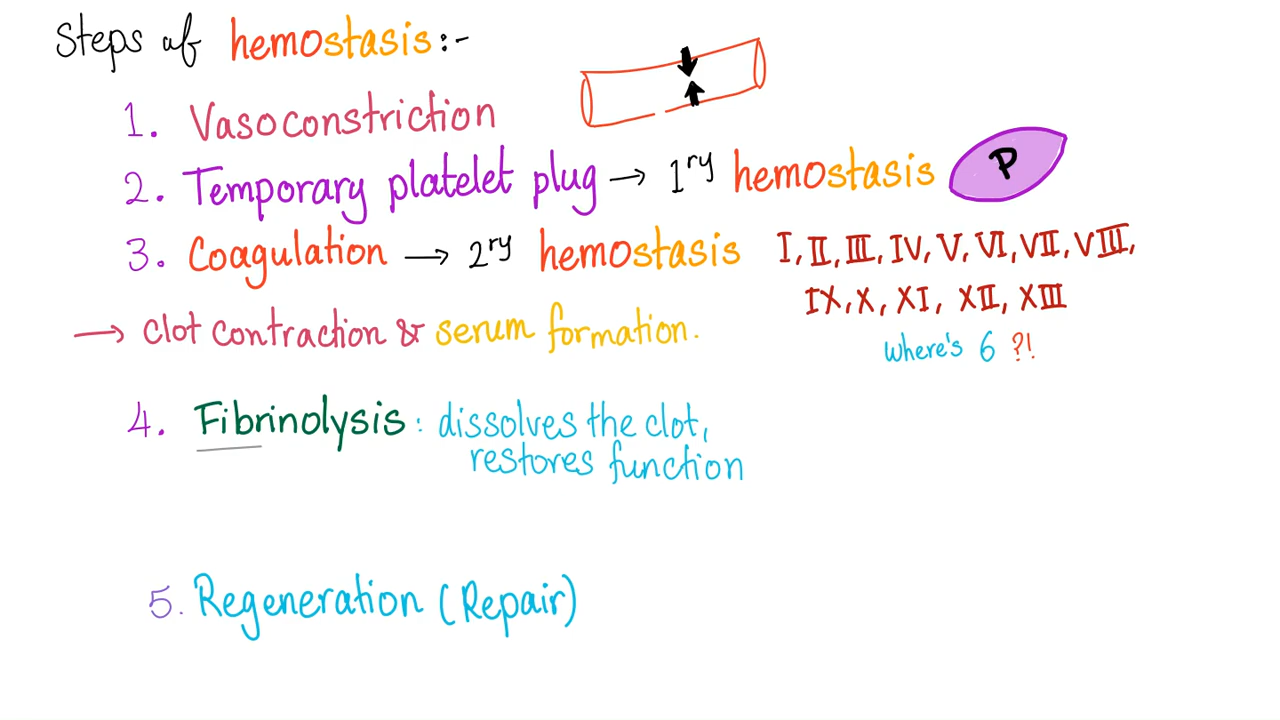 Steps of hemostasis:-
1. Vasoconstriction
2. Temporary platelet plug → 1ry hemostasis P
3. Coagulation → 2ry hemostasis I, II, III, IV, V, VI, VII, VIII,
IX, X, XI, XII, XIII
→ clot contraction & serum formation.
where's 6 ?!
4. Fibrinolysis: dissolves the clot,
restores function
5. Regeneration (Repair)